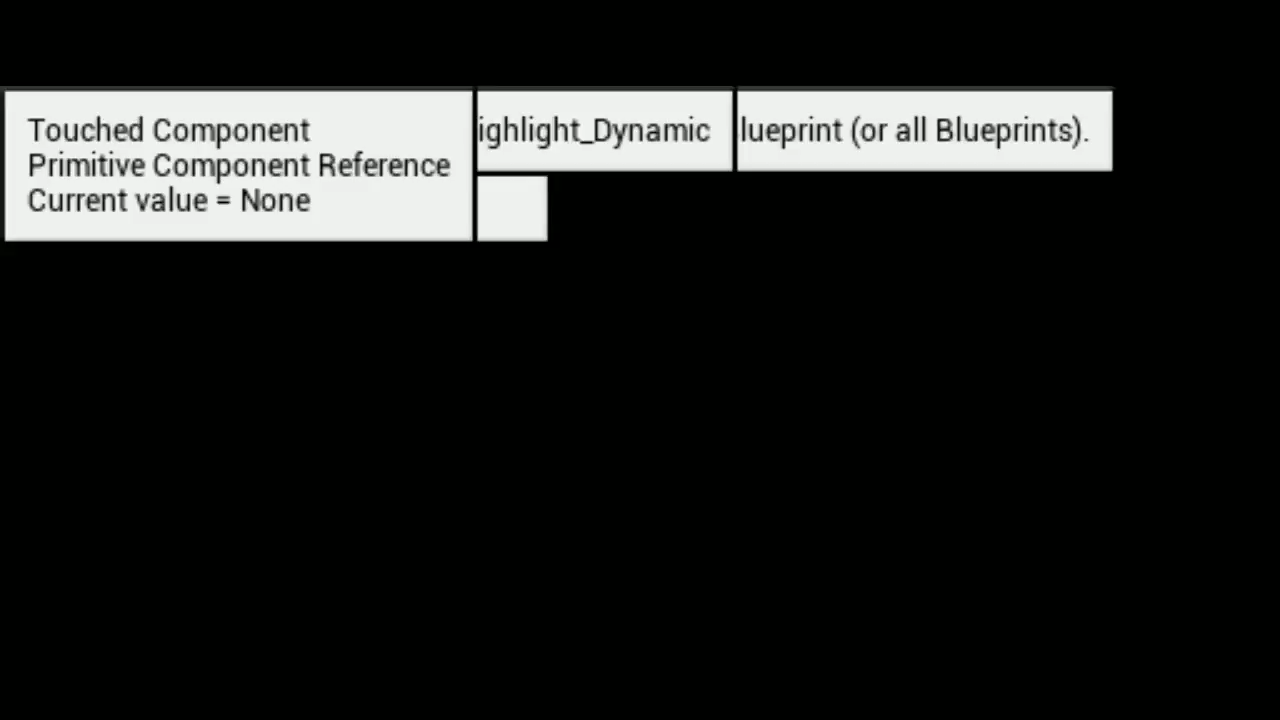 Touched Component
Primitive Component Reference
Current value = None
ighlight_Dynamic
lueprint (or all Blueprints).